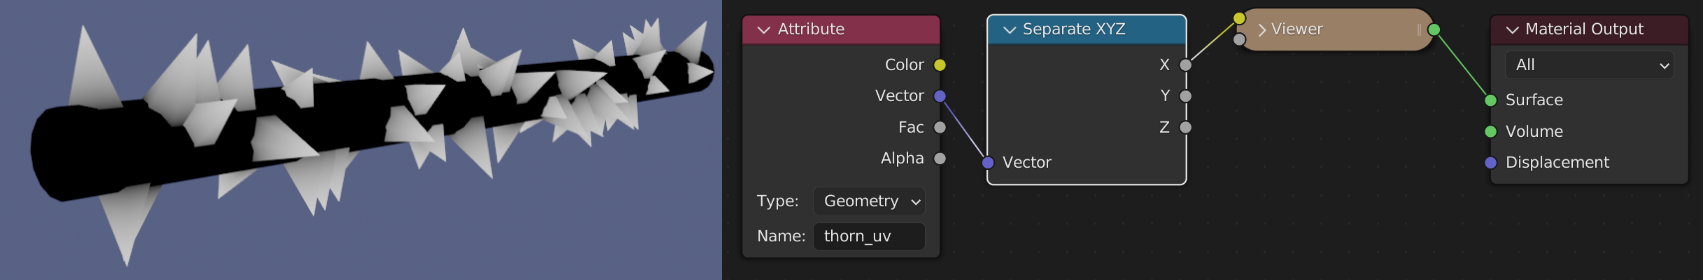 Attribute
Color
Vector
Fac
Alpha
Type: Geometry
Name: thorn_uv
Separate XYZ
X
Y
Z
Vector
Viewer
Material Output
All
Surface
Volume
Displacement